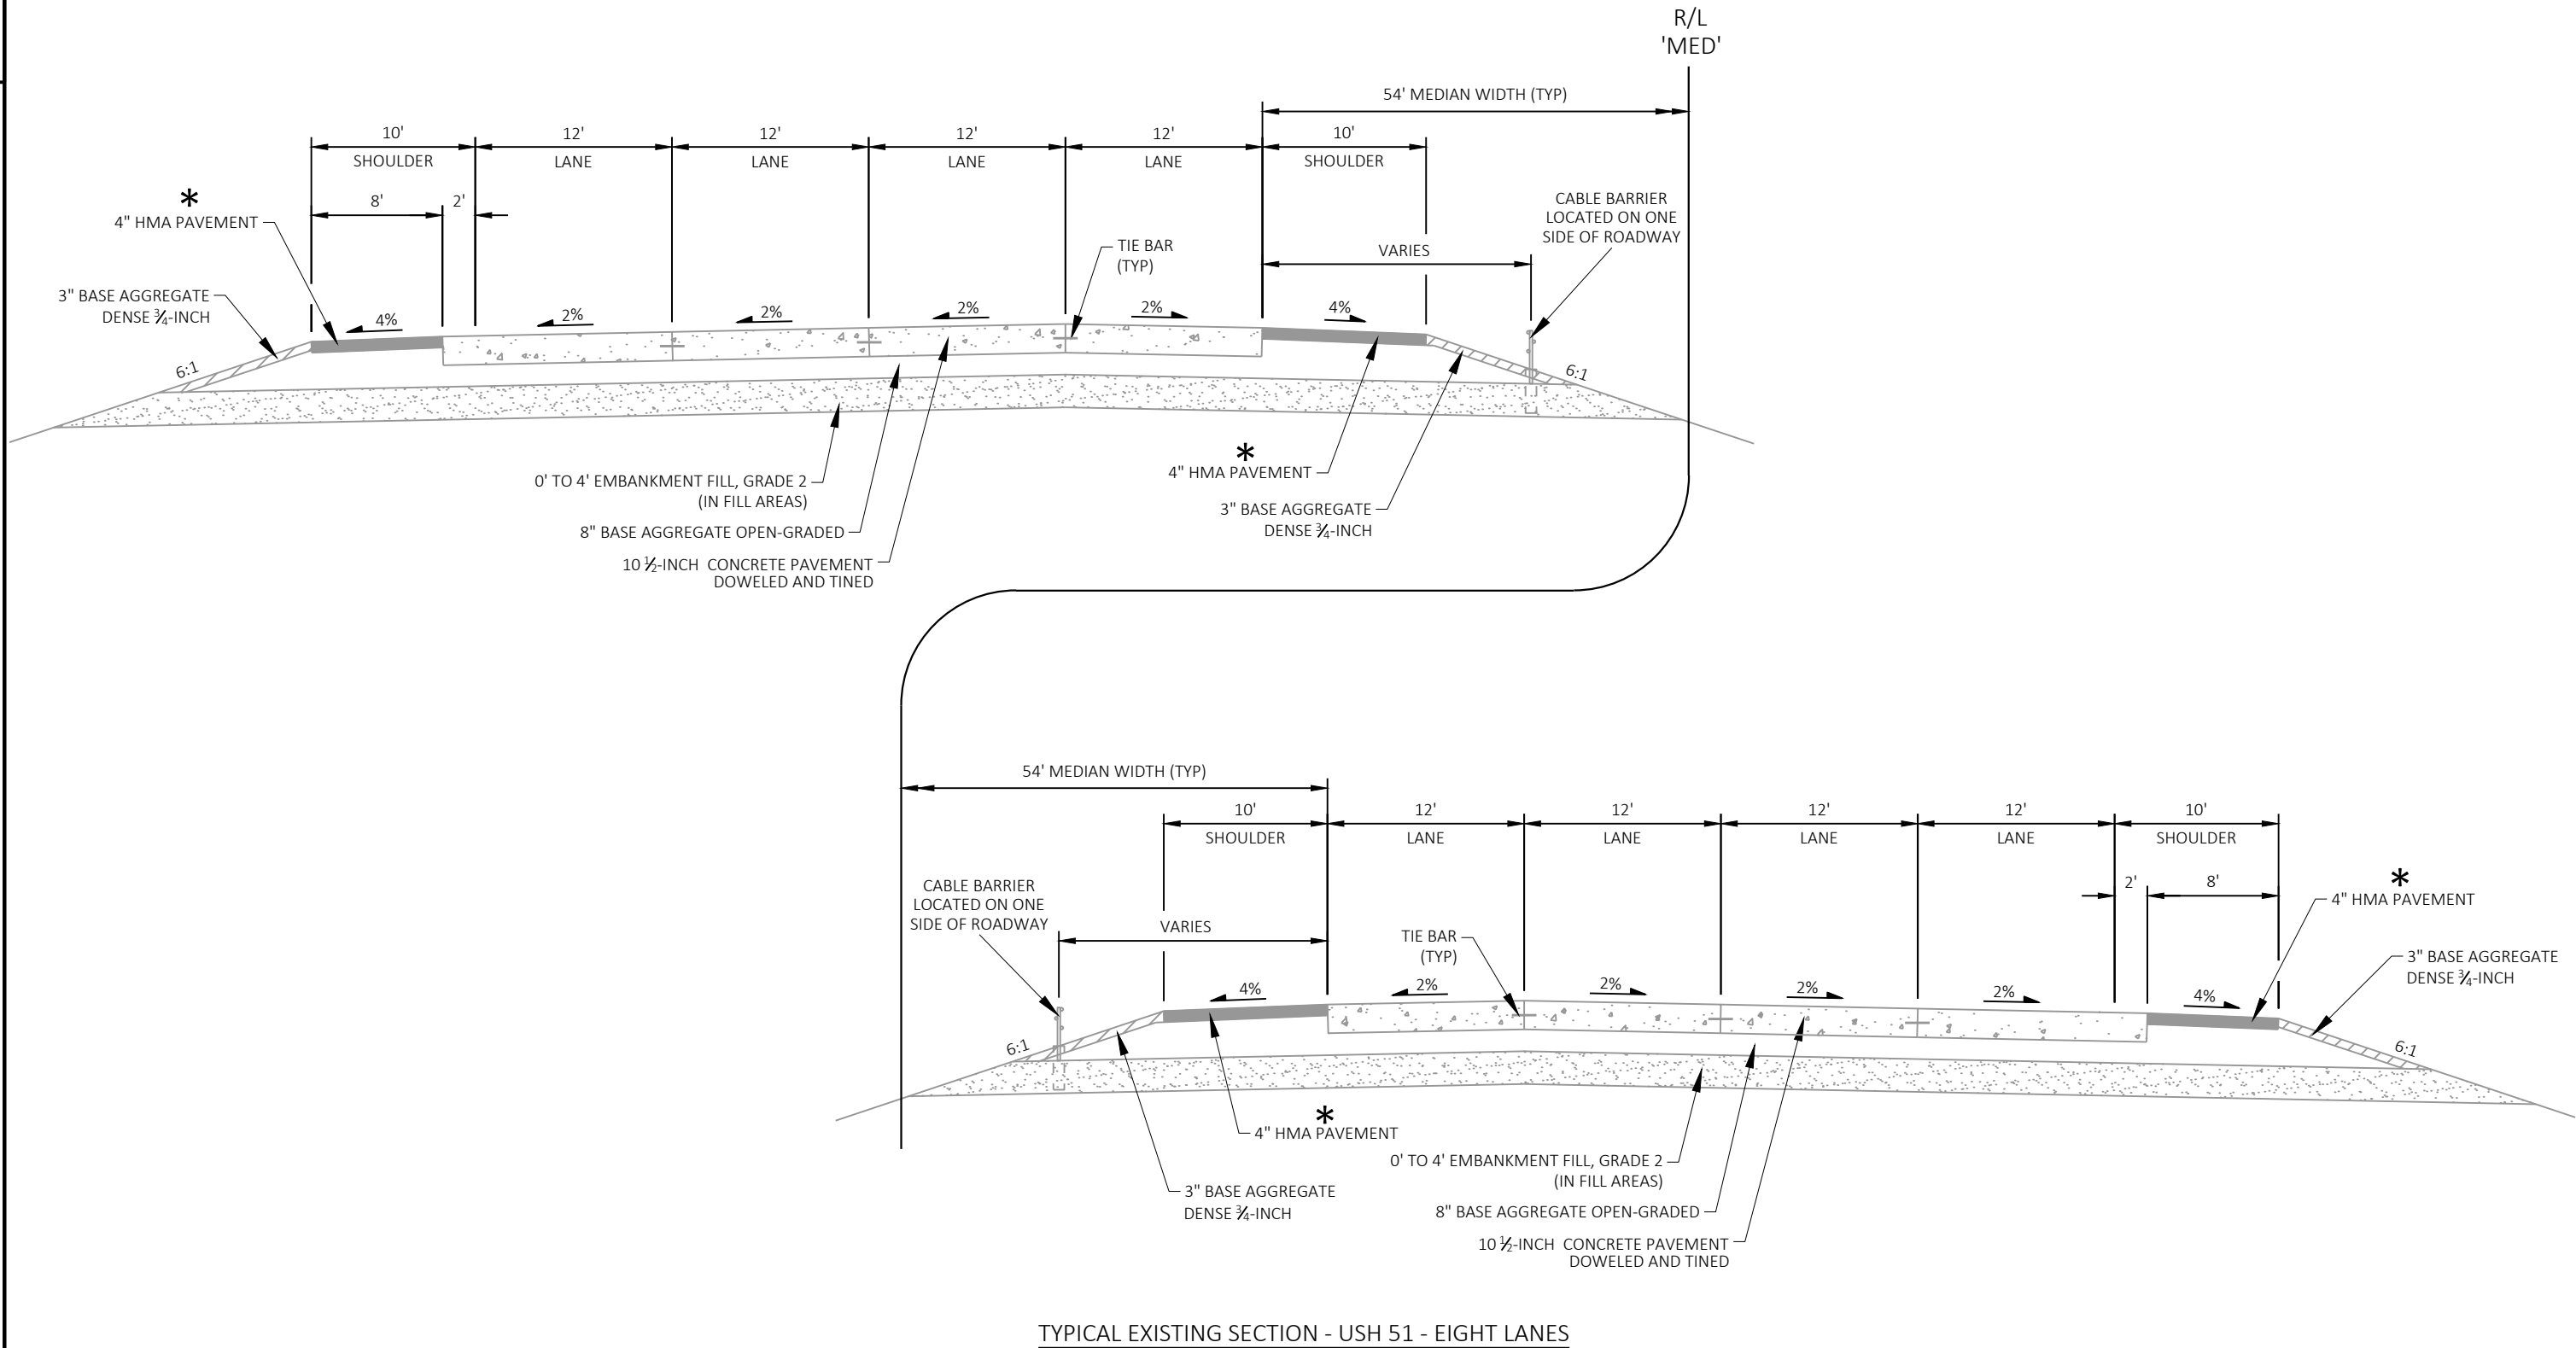 R/L
'MED'
54' MEDIAN WIDTH (TYP)
10' 12' 12' 12' 12' 10'
SHOULDER LANE LANE LANE LANE SHOULDER
8' 2'
*
4" HMA PAVEMENT
CABLE BARRIER
LOCATED ON ONE
SIDE OF ROADWAY
TIE BAR
(TYP)
VARIES
3" BASE AGGREGATE
DENSE ¾-INCH
4% 2% 2% 2% 2% 4%
6:1 6:1
*
4" HMA PAVEMENT
0' TO 4' EMBANKMENT FILL, GRADE 2
(IN FILL AREAS)
3" BASE AGGREGATE
DENSE ¾-INCH
8" BASE AGGREGATE OPEN-GRADED
10 ½-INCH CONCRETE PAVEMENT
DOWELED AND TINED
54' MEDIAN WIDTH (TYP)
10' 12' 12' 12' 12' 10'
SHOULDER LANE LANE LANE LANE SHOULDER
2' 8'
CABLE BARRIER
LOCATED ON ONE
SIDE OF ROADWAY
*
4" HMA PAVEMENT
VARIES
TIE BAR
(TYP)
3" BASE AGGREGATE
DENSE ¾-INCH
4% 2% 2% 2% 2% 4%
6:1 6:1
*
4" HMA PAVEMENT
0' TO 4' EMBANKMENT FILL, GRADE 2
(IN FILL AREAS)
3" BASE AGGREGATE
DENSE ¾-INCH
8" BASE AGGREGATE OPEN-GRADED
10 ½-INCH CONCRETE PAVEMENT
DOWELED AND TINED
TYPICAL EXISTING SECTION - USH 51 - EIGHT LANES